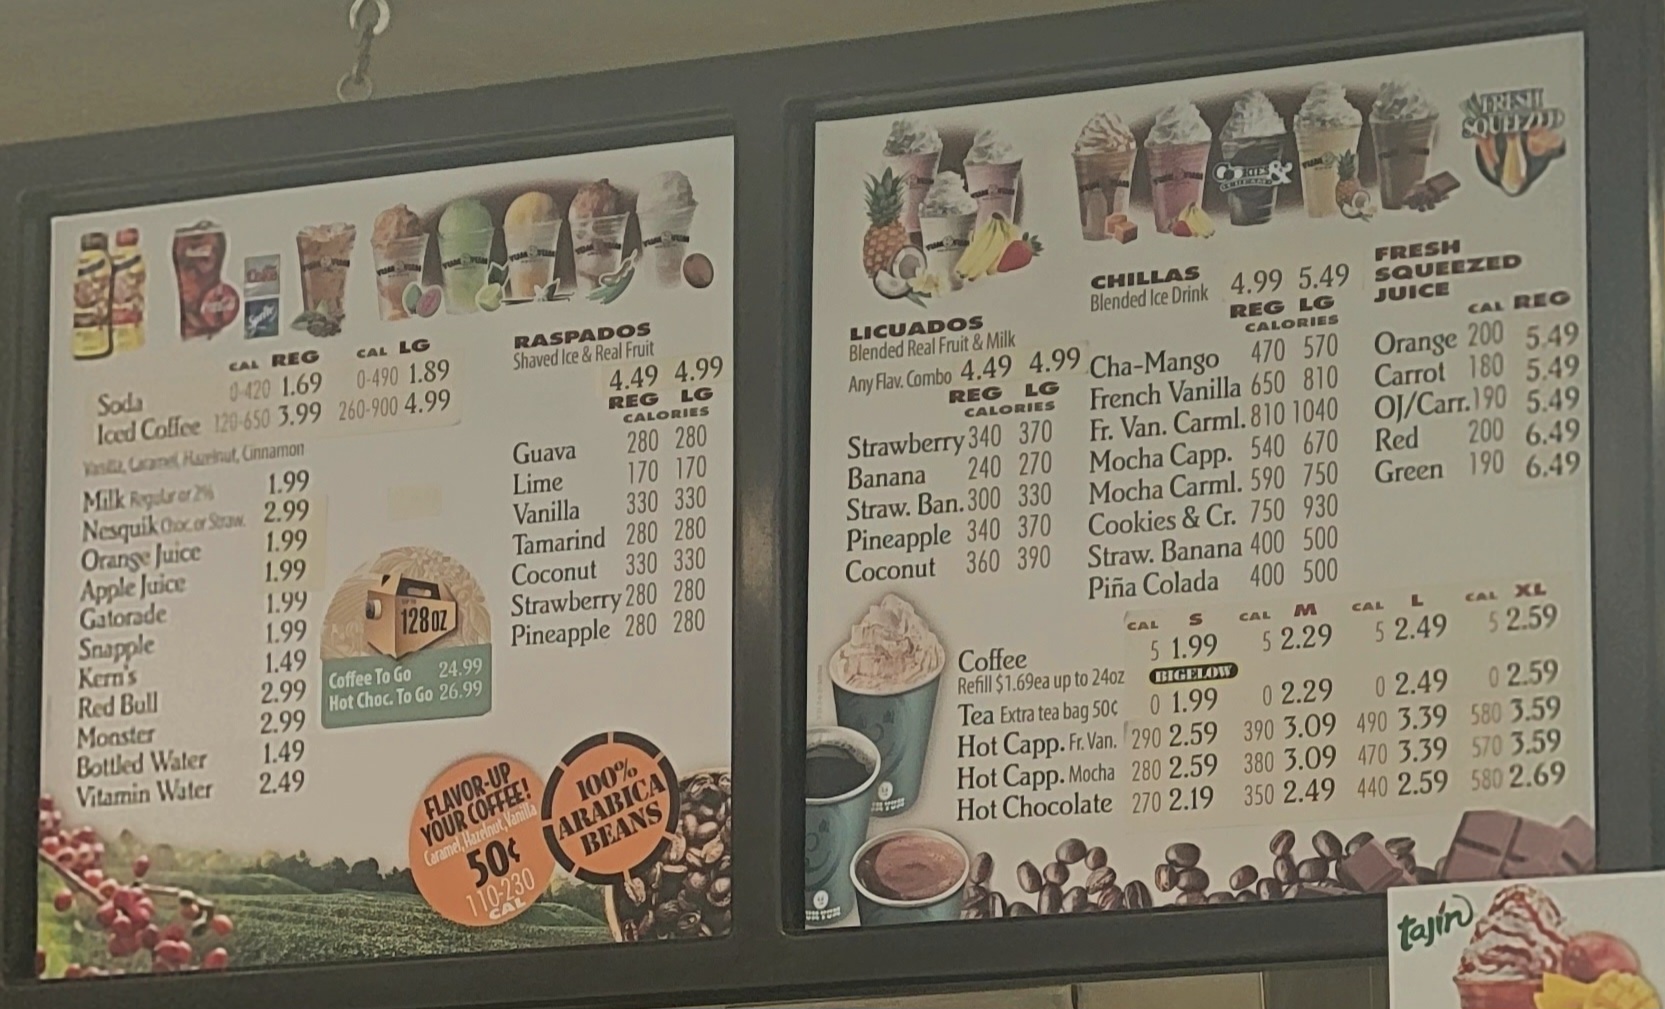 CAL REG CAL LG
Soda 0-420 1.69 0-490 1.89
Iced Coffee 120-650 3.99 260-900 4.99
Vanilla, Caramel, Hazelnut, Cinnamon
Milk Regular or 2% 1.99
Nesquik Choc. or Straw. 2.99
Orange Juice 1.99
Apple Juice 1.99
Gatorade 1.99
Snapple 1.99
Kern's 1.49
Red Bull 2.99
Monster 2.99
Bottled Water 1.49
Vitamin Water 2.49
128 OZ
Coffee To Go 24.99
Hot Choc. To Go 26.99
FLAVOR-UP
YOUR COFFEE!
Caramel, Hazelnut, Vanilla
50¢
110-230
CAL
100%
ARABICA
BEANS
RASPADOS
Shaved Ice & Real Fruit
4.49 4.99
REG LG
CALORIES
Guava 280 280
Lime 170 170
Vanilla 330 330
Tamarind 280 280
Coconut 330 330
Strawberry 280 280
Pineapple 280 280
LICUADOS
Blended Real Fruit & Milk
Any Flav. Combo 4.49 4.99
REG LG
CALORIES
Strawberry 340 370
Banana 240 270
Straw. Ban. 300 330
Pineapple 340 370
Coconut 360 390
CHILLAS 4.99 5.49
Blended Ice Drink REG LG
CALORIES
Cha-Mango 470 570
French Vanilla 650 810
Fr. Van. Carml. 810 1040
Mocha Capp. 540 670
Mocha Carml. 590 750
Cookies & Cr. 750 930
Straw. Banana 400 500
Piña Colada 400 500
FRESH
SQUEEZED
FRESH
SQUEEZED
JUICE
CAL REG
Orange 200 5.49
Carrot 180 5.49
OJ/Carr. 190 5.49
Red 200 6.49
Green 190 6.49
CAL S CAL M CAL L CAL XL
Coffee 5 1.99 5 2.29 5 2.49 5 2.59
Refill $1.69ea up to 24oz BIGELOW
Tea Extra tea bag 50¢ 0 1.99 0 2.29 0 2.49 0 2.59
Hot Capp. Fr. Van. 290 2.59 390 3.09 490 3.39 580 3.59
Hot Capp. Mocha 280 2.59 380 3.09 470 3.39 570 3.59
Hot Chocolate 270 2.19 350 2.49 440 2.59 580 2.69
tajín